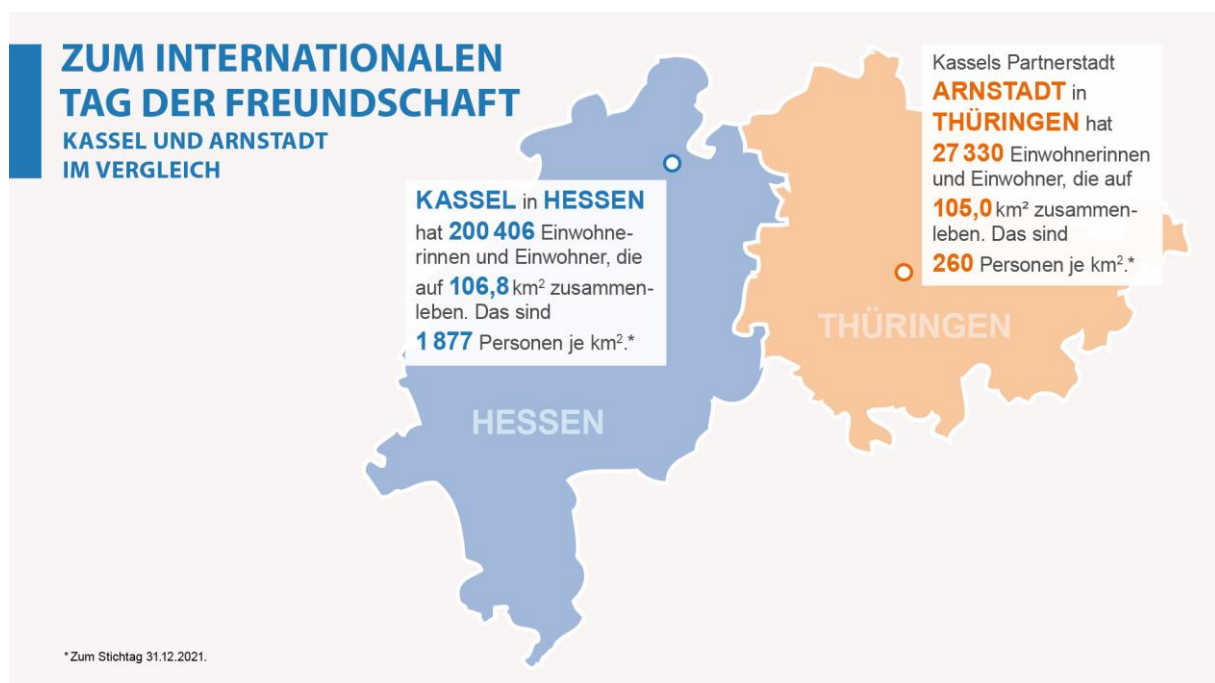 ZUM INTERNATIONALEN
TAG DER FREUNDSCHAFT
KASSEL UND ARNSTADT
IM VERGLEICH
KASSEL in HESSEN
hat 200 406 Einwohne-
rinnen und Einwohner, die
auf 106,8 km² zusammen-
leben. Das sind
1 877 Personen je km².*
Kassels Partnerstadt
ARNSTADT in
THÜRINGEN hat
27 330 Einwohnerinnen
und Einwohner, die auf
105,0 km² zusammen-
leben. Das sind
260 Personen je km².*
THÜRINGEN
HESSEN
* Zum Stichtag 31.12.2021.